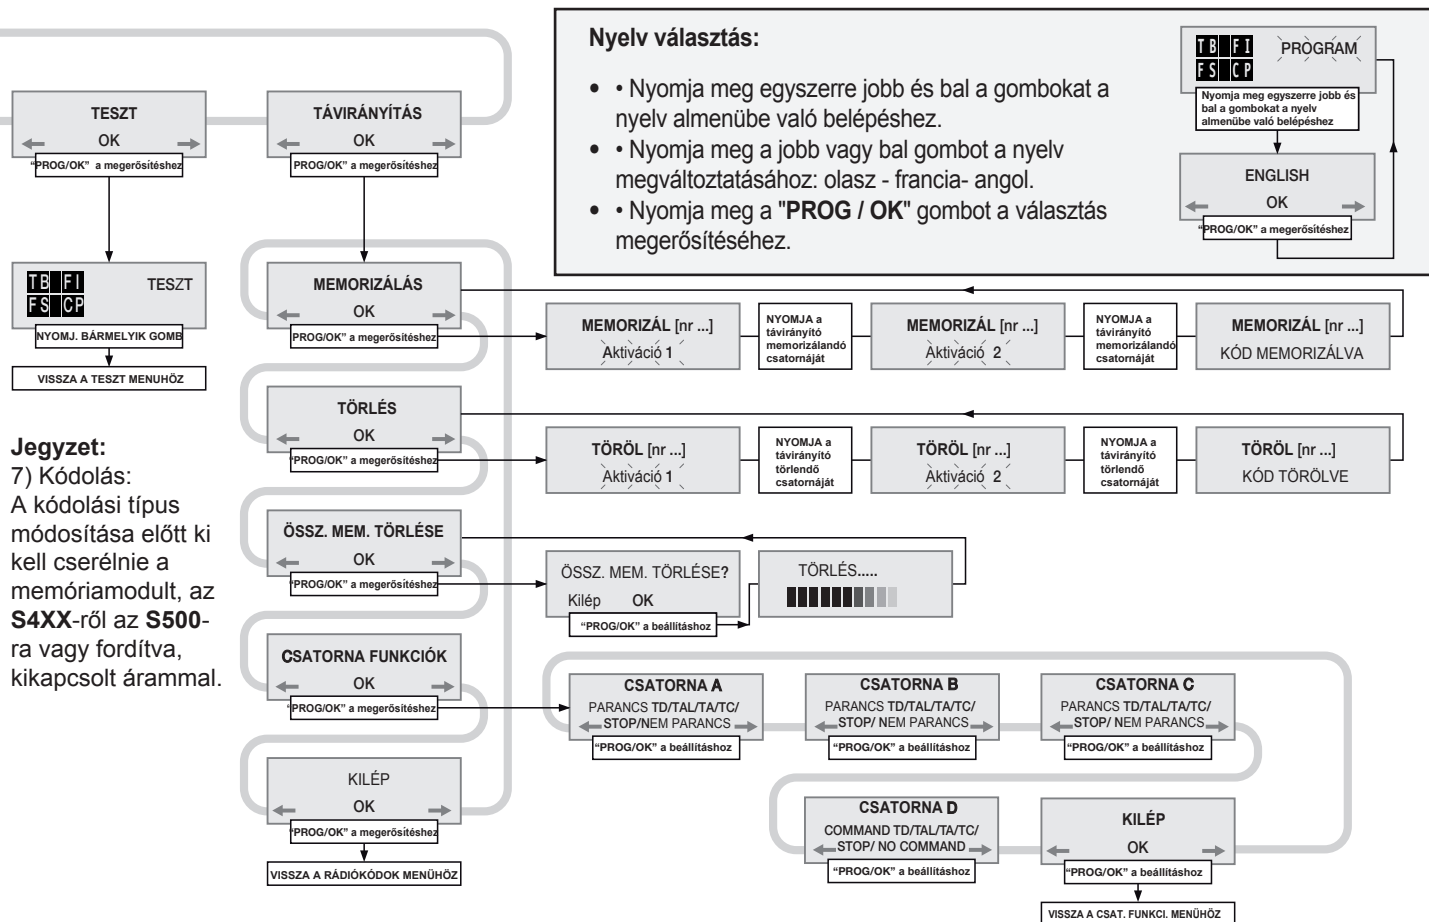 Nyelv választás:
• • Nyomja meg egyszerre jobb és bal a gombokat a
nyelv almenübe való belépéshez.
• • Nyomja meg a jobb vagy bal gombot a nyelv
megváltoztatásához: olasz - francia- angol.
• • Nyomja meg a "PROG / OK" gombot a választás
megerősítéséhez.
TB FI
FS CP
PROGRAM
Nyomja meg egyszerre jobb és
bal a gombokat a nyelv
almenübe való belépéshez
ENGLISH
OK
“PROG/OK" a megerősítéshez
TESZT
OK
“PROG/OK" a megerősítéshez
TB FI
FS CP
TESZT
NYOMJ. BÁRMELYIK GOMB
VISSZA A TESZT MENUHÖZ
TÁVIRÁNYÍTÁS
OK
PROG/OK" a megerősítéshez
MEMORIZÁLÁS
OK
PROG/OK" a megerősítéshez
MEMORIZÁL [nr ...]
Aktiváció 1
NYOMJA a
távirányító
memorizálandó
csatornáját
MEMORIZÁL [nr ...]
Aktiváció 2
NYOMJA a
távirányító
memorizálandó
csatornáját
MEMORIZÁL [nr ...]
KÓD MEMORIZÁLVA
TÖRLÉS
OK
“PROG/OK" a megerősítéshez
TÖRÖL [nr ...]
Aktiváció 1
NYOMJA a
távirányító
törlendő
csatornáját
TÖRÖL [nr ...]
Aktiváció 2
NYOMJA a
távirányító
törlendő
csatornáját
TÖRÖL [nr ...]
KÓD TÖRÖLVE
Jegyzet:
7) Kódolás:
A kódolási típus
módosítása előtt ki
kell cserélnie a
memóriamodult, az
S4XX-ről az S500-
ra vagy fordítva,
kikapcsolt árammal.
ÖSSZ. MEM. TÖRLÉSE
OK
“PROG/OK" a megerősítéshez
ÖSSZ. MEM. TÖRLÉSE?
Kilép OK
“PROG/OK" a beállításhoz
TÖRLÉS.....
CSATORNA FUNKCIÓK
OK
“PROG/OK" a megerősítéshez
CSATORNA A
PARANCS TD/TAL/TA/TC/
STOP/NEM PARANCS
“PROG/OK" a beállításhoz
CSATORNA B
PARANCS TD/TAL/TA/TC/
STOP/ NEM PARANCS
“PROG/OK" a beállításhoz
CSATORNA C
PARANCS TD/TAL/TA/TC/
STOP/ NEM PARANCS
“PROG/OK" a beállításhoz
KILÉP
OK
“PROG/OK" a megerősítéshez
VISSZA A RÁDIÓKÓDOK MENÜHÖZ
CSATORNA D
COMMAND TD/TAL/TA/TC/
STOP/ NO COMMAND
“PROG/OK" a beállításhoz
KILÉP
OK
“PROG/OK" a beállításhoz
VISSZA A CSAT. FUNKCI. MENÜHÖZ